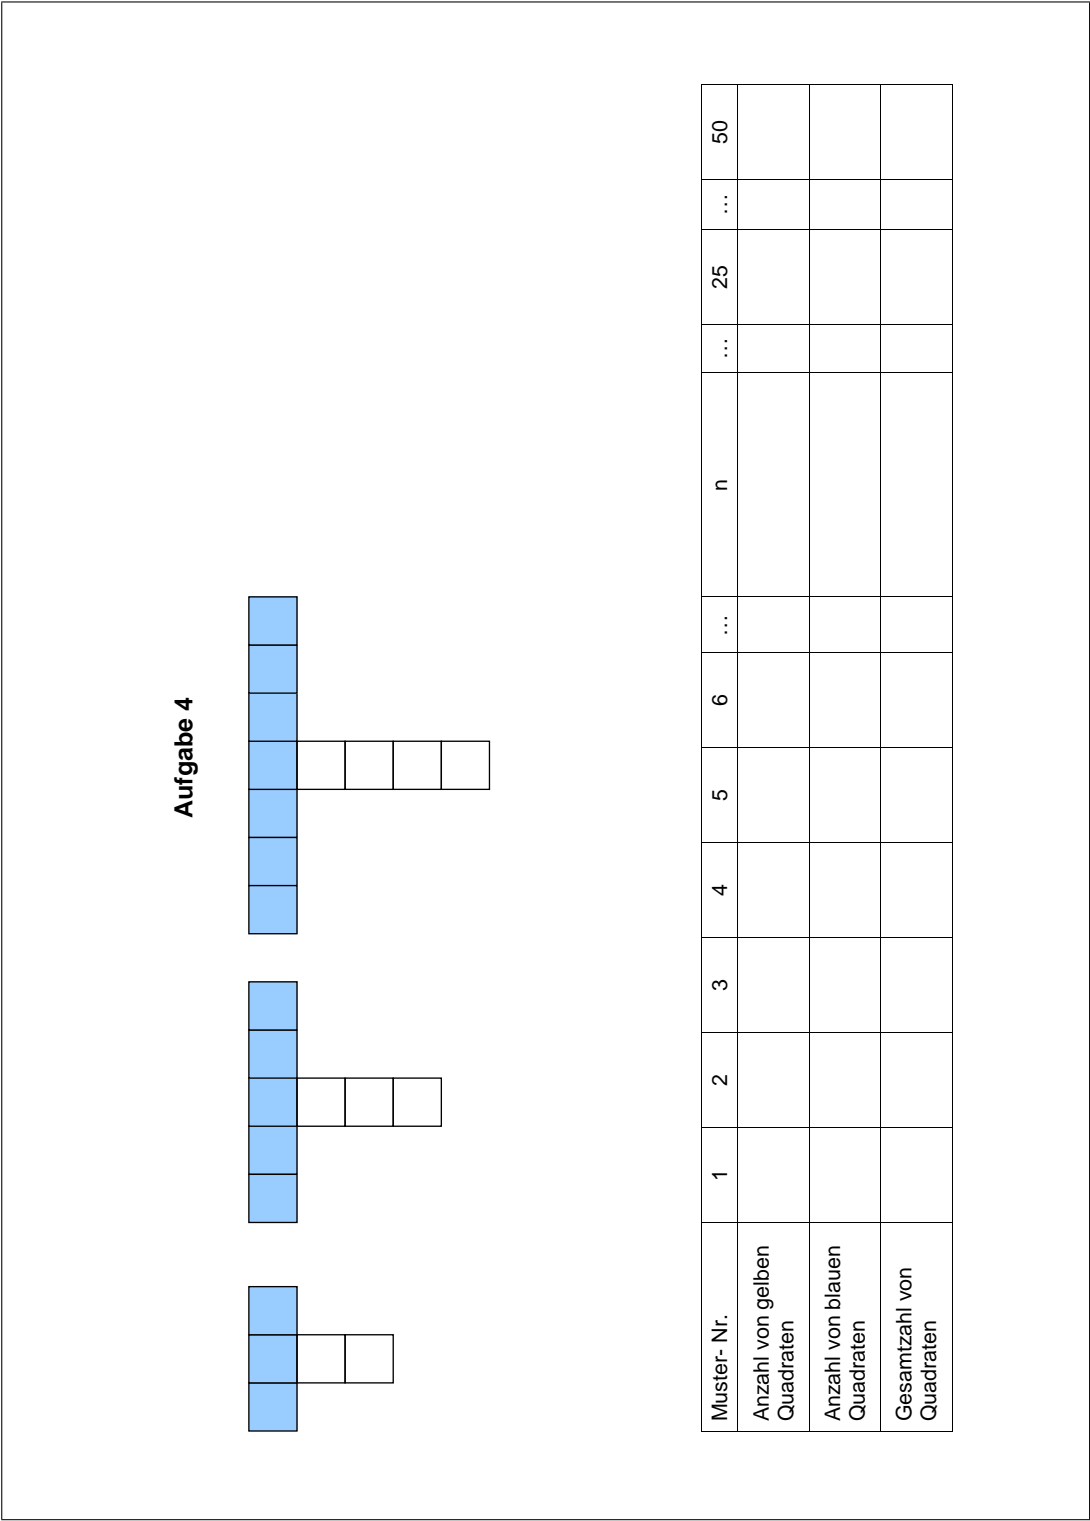 Aufgabe 4
Muster- Nr. 1 2 3 4 5 6 … n … 25 … 50
Anzahl von gelben
Quadraten
Anzahl von blauen
Quadraten
Gesamtzahl von
Quadraten